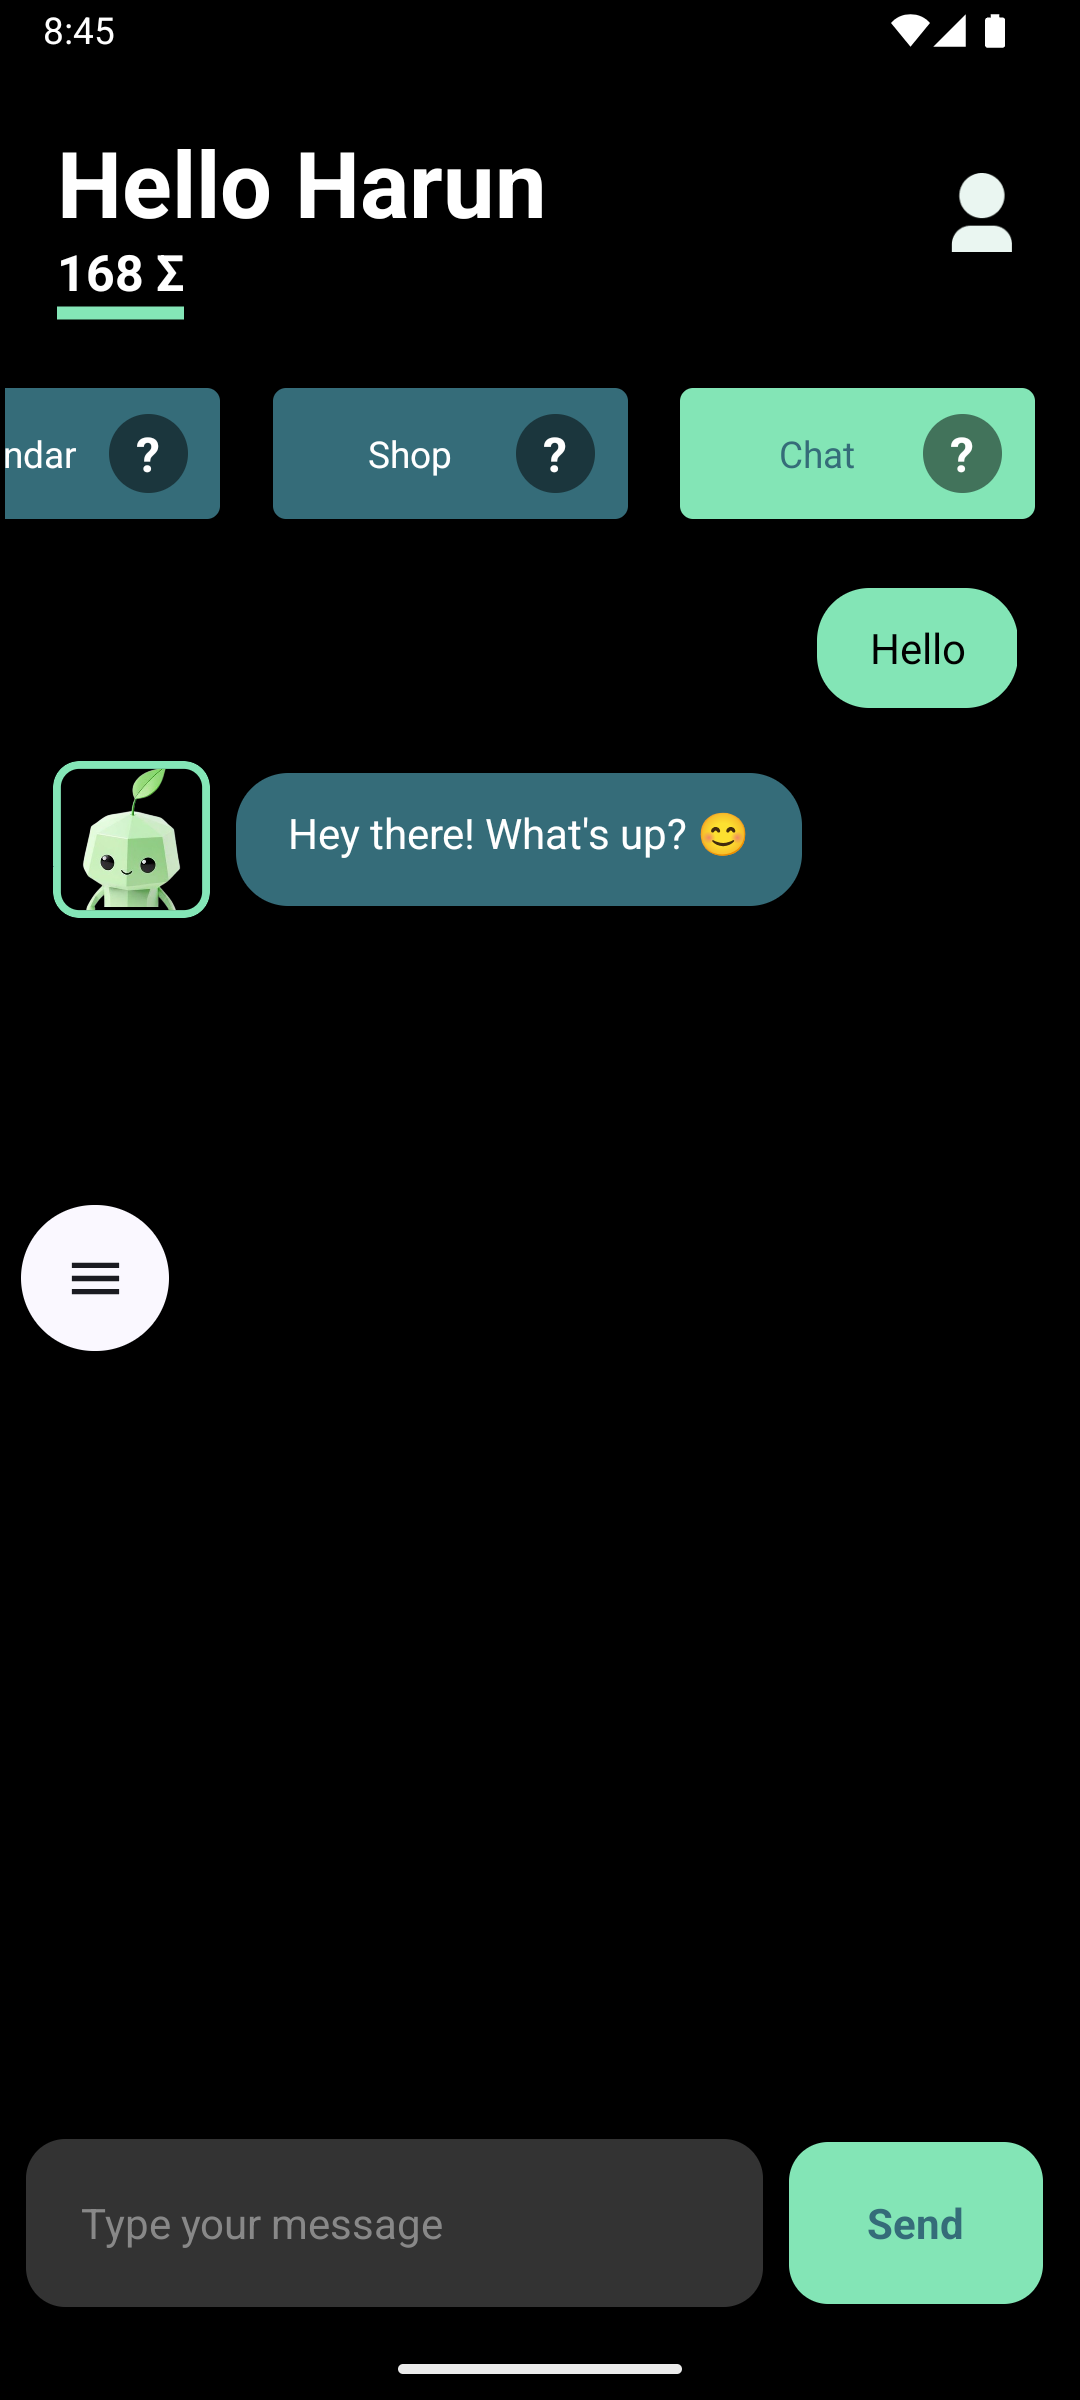 8:45
Hello Harun
168 Σ
ndar ?
Shop ?
Chat ?
Hello
Hey there! What's up? 😊
Type your message
Send